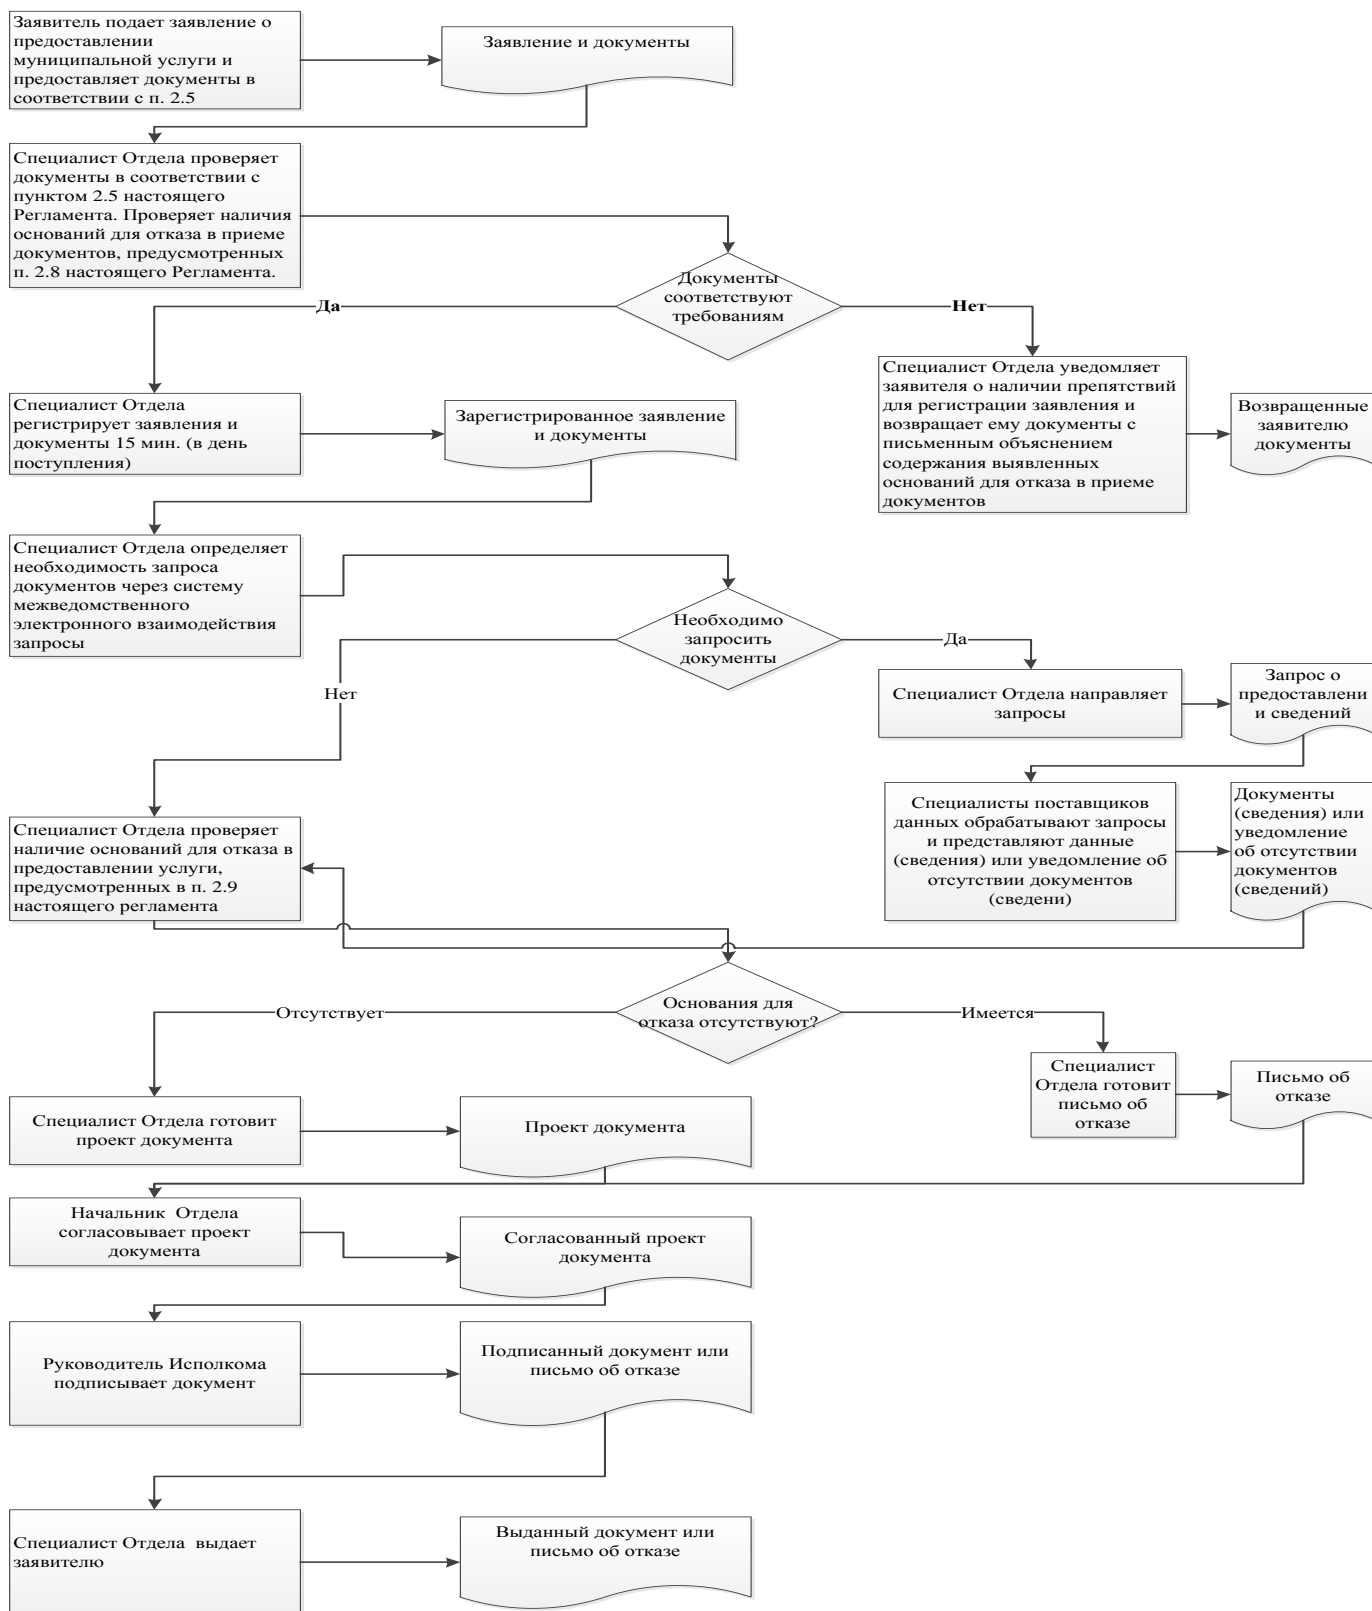 Заявитель подает заявление о
предоставлении
муниципальной услуги и
предоставляет документы в
соответствии с п. 2.5
Заявление и документы
Специалист Отдела проверяет
документы в соответствии с
пунктом 2.5 настоящего
Регламента. Проверяет наличия
оснований для отказа в приеме
документов, предусмотренных
п. 2.8 настоящего Регламента.
Документы
соответствуют
требованиям
Да
Нет
Специалист Отдела
регистрирует заявления и
документы 15 мин. (в день
поступления)
Зарегистрированное заявление
и документы
Специалист Отдела уведомляет
заявителя о наличии препятствий
для регистрации заявления и
возвращает ему документы с
письменным объяснением
содержания выявленных
оснований для отказа в приеме
документов
Возвращенные
заявителю
документы
Специалист Отдела определяет
необходимость запроса
документов через систему
межведомственного
электронного взаимодействия
запросы
Необходимо
запросить
документы
Да
Нет
Специалист Отдела направляет
запросы
Запрос о
предоставлени
и сведений
Специалисты поставщиков
данных обрабатывают запросы
и представляют данные
(сведения) или уведомление об
отсутствии документов
(сведени)
Документы
(сведения) или
уведомление
об отсутствии
документов
(сведений)
Специалист Отдела проверяет
наличие оснований для отказа в
предоставлении услуги,
предусмотренных в п. 2.9
настоящего регламента
Основания для
отказа отсутствуют?
Отсутствует
Имеется
Специалист
Отдела готовит
письмо об
отказе
Письмо об
отказе
Специалист Отдела готовит
проект документа
Проект документа
Начальник  Отдела
согласовывает проект
документа
Согласованный проект
документа
Руководитель Исполкома
подписывает документ
Подписанный документ или
письмо об отказе
Специалист Отдела  выдает
заявителю
Выданный документ или
письмо об отказе